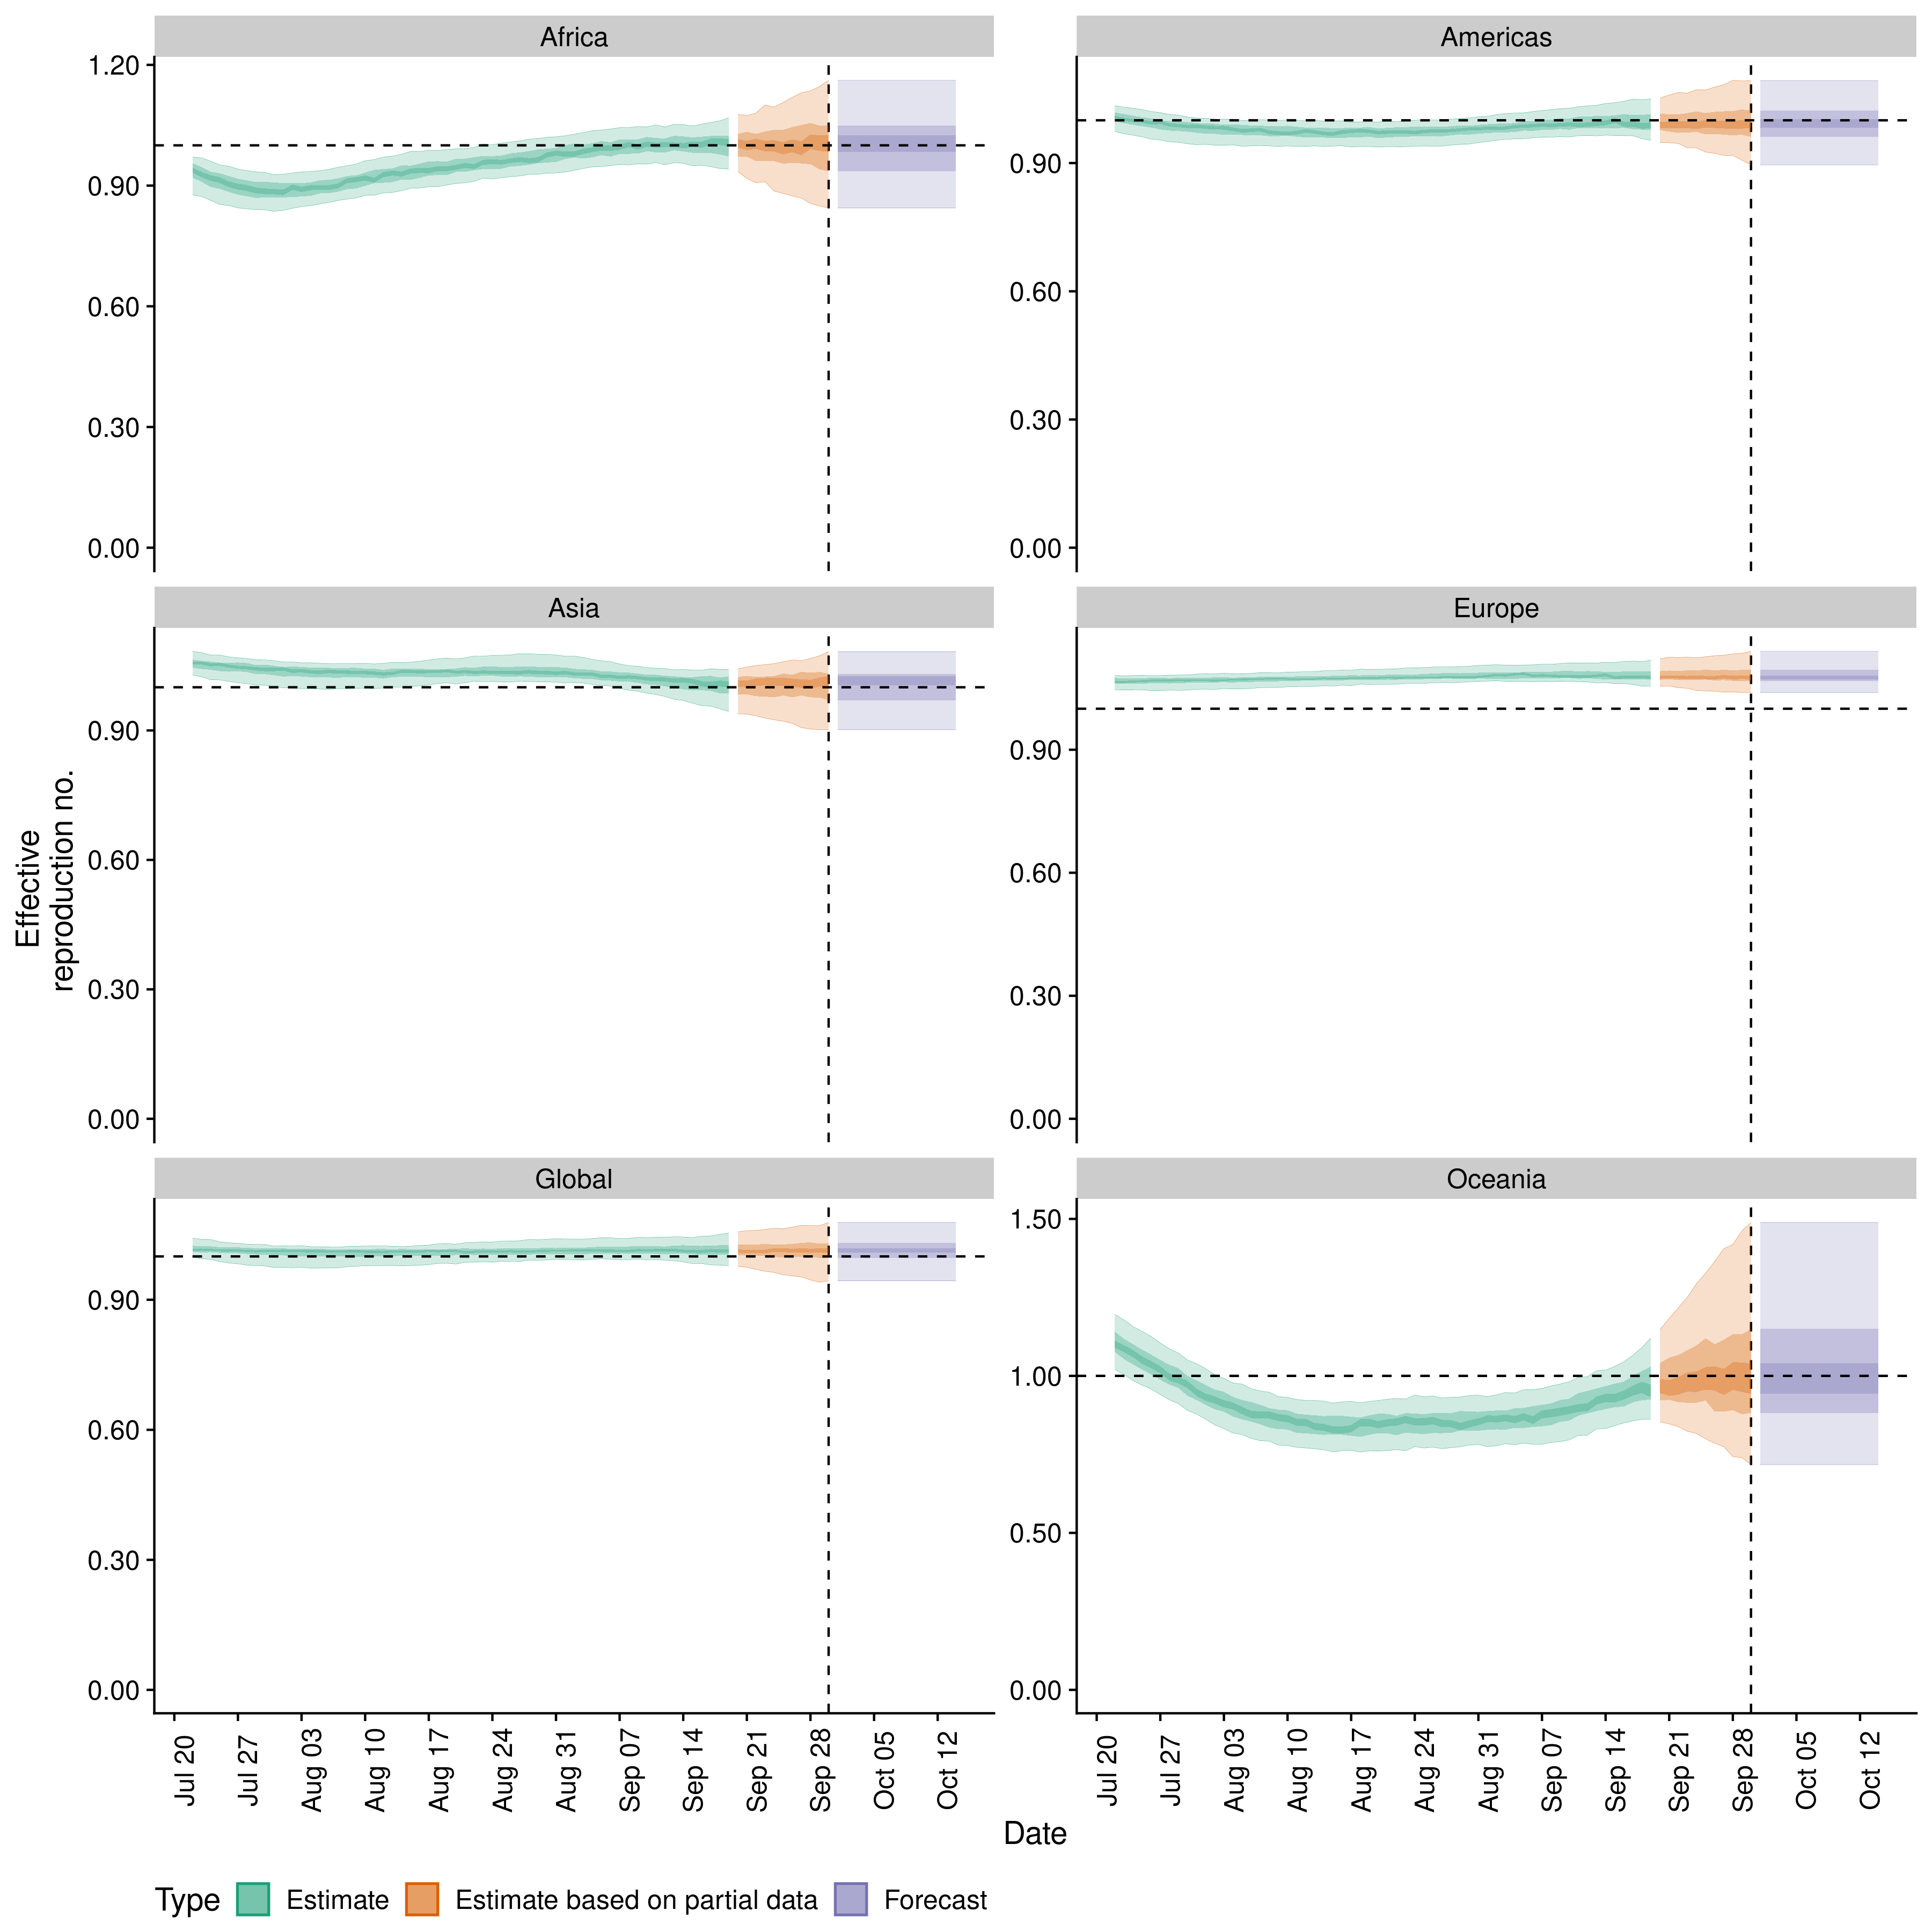 Africa
Americas
1.20
0.90
0.60
0.30
0.00
0.90
0.60
0.30
0.00
Asia
Europe
0.90
0.60
0.30
0.00
0.90
0.60
0.30
0.00
Effective
reproduction no.
Global
Oceania
0.90
0.60
0.30
0.00
1.50
1.00
0.50
0.00
Jul 20
Jul 27
Aug 03
Aug 10
Aug 17
Aug 24
Aug 31
Sep 07
Sep 14
Sep 21
Sep 28
Oct 05
Oct 12
Jul 20
Jul 27
Aug 03
Aug 10
Aug 17
Aug 24
Aug 31
Sep 07
Sep 14
Sep 21
Sep 28
Oct 05
Oct 12
Date
Type Estimate Estimate based on partial data Forecast